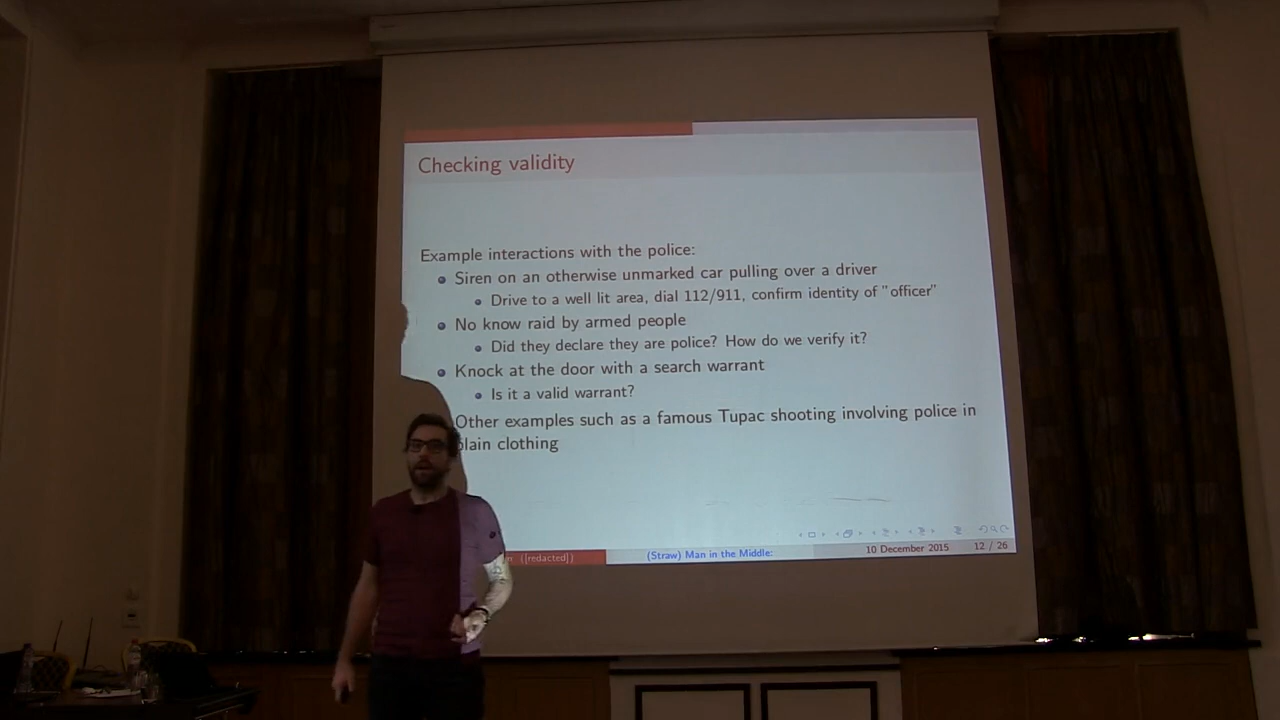 Checking validity
Example interactions with the police:
Siren on an otherwise unmarked car pulling over a driver
Drive to a well lit area, dial 112/911, confirm identity of "officer"
No know raid by armed people
Did they declare they are police? How do we verify it?
Knock at the door with a search warrant
Is it a valid warrant?
Other examples such as a famous Tupac shooting involving police in
plain clothing
([redacted]) (Straw) Man in the Middle: 10 December 2015 12 / 26